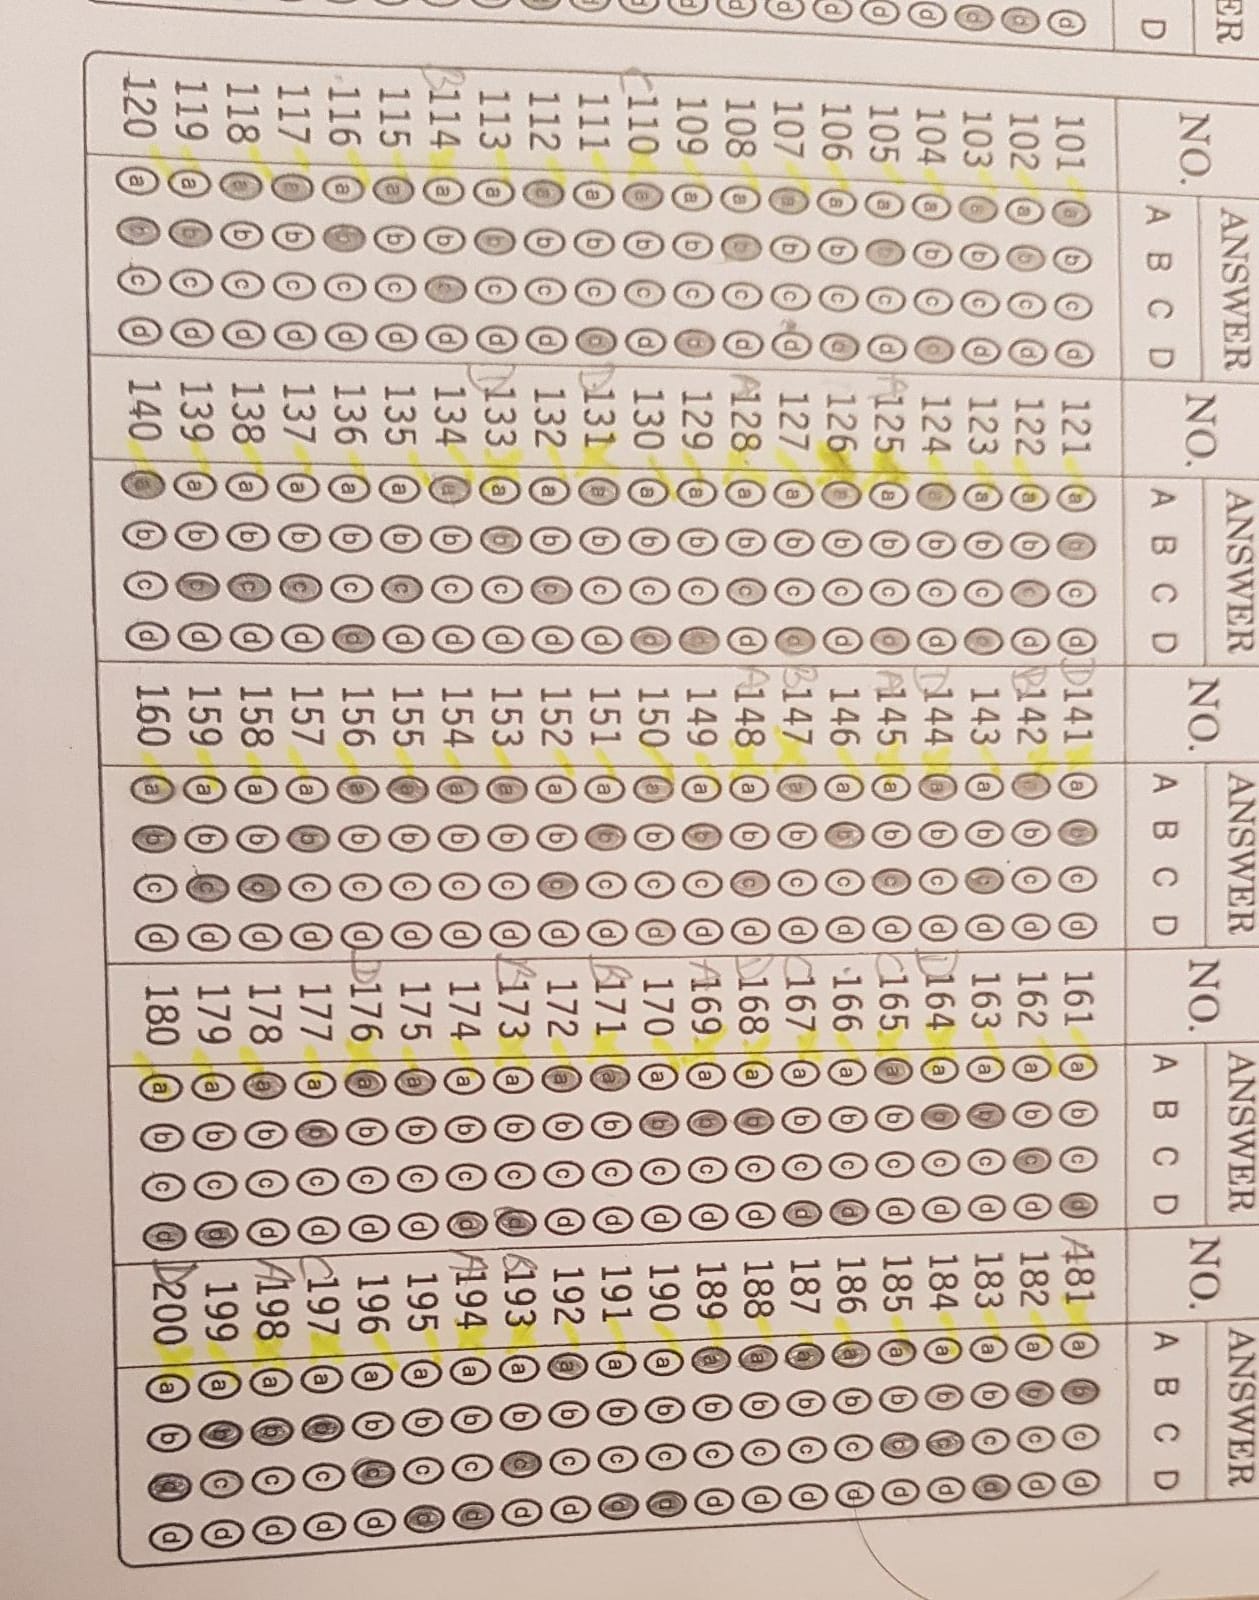 ER ANSWER ANSWER ANSWER ANSWER ANSWER
NO. NO. NO. NO. NO.
D A B C D A B C D A B C D A B C D A B C D
d 101 a b c d 121 a b c d D 141 a b c d 161 a b c d A 181 a b c d
d 102 a b c d 122 a b c d B 142 a b c d 162 a b c d 182 a b c d
d 103 a b c d 123 a b c d 143 a b c d 163 a b c d 183 a b c d
d 104 a b c d 124 a b c d D 144 a b c d D 164 a b c d 184 a b c d
d 105 a b c d A 125 a b c d A 145 a b c d C 165 a b c d 185 a b c d
d 106 a b c d 126 a b c d 146 a b c d 166 a b c d 186 a b c d
d 107 a b c d 127 a b c d B 147 a b c d C 167 a b c d 187 a b c d
d 108 a b c d A 128 a b c d A 148 a b c d D 168 a b c d 188 a b c d
d 109 a b c d 129 a b c d 149 a b c d A 169 a b c d 189 a b c d
C 110 a b c d 130 a b c d 150 a b c d 170 a b c d 190 a b c d
111 a b c d D 131 a b c d 151 a b c d B 171 a b c d 191 a b c d
112 a b c d 132 a b c d 152 a b c d 172 a b c d 192 a b c d
113 a b c d D 133 a b c d 153 a b c d B 173 a b c d B 193 a b c d
B 114 a b c d 134 a b c d 154 a b c d 174 a b c d A 194 a b c d
115 a b c d 135 a b c d 155 a b c d 175 a b c d 195 a b c d
116 a b c d 136 a b c d 156 a b c d D 176 a b c d 196 a b c d
117 a b c d 137 a b c d 157 a b c d 177 a b c d C 197 a b c d
118 a b c d 138 a b c d 158 a b c d 178 a b c d A 198 a b c d
119 a b c d 139 a b c d 159 a b c d 179 a b c d 199 a b c d
120 a b c d 140 a b c d 160 a b c d 180 a b c d D 200 a b c d